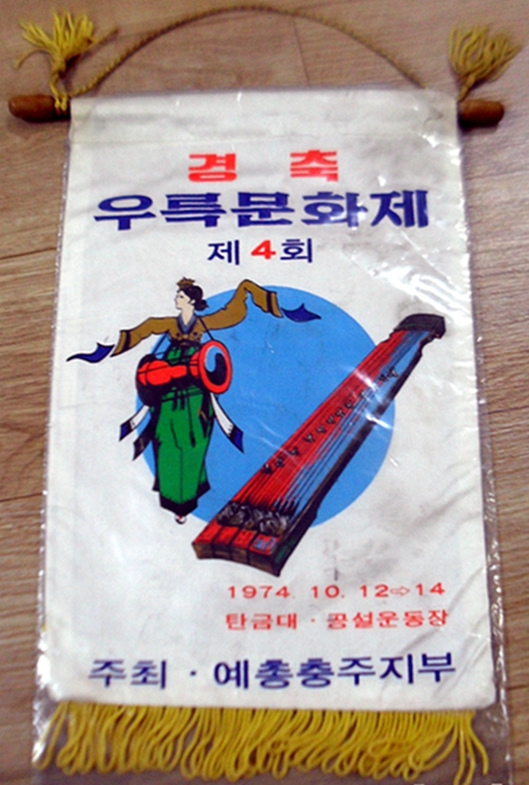 경 축
우륵문화제
제 4 회
1974. 10. 12⇨14
탄금대 · 공설운동장
주최 · 예총충주지부